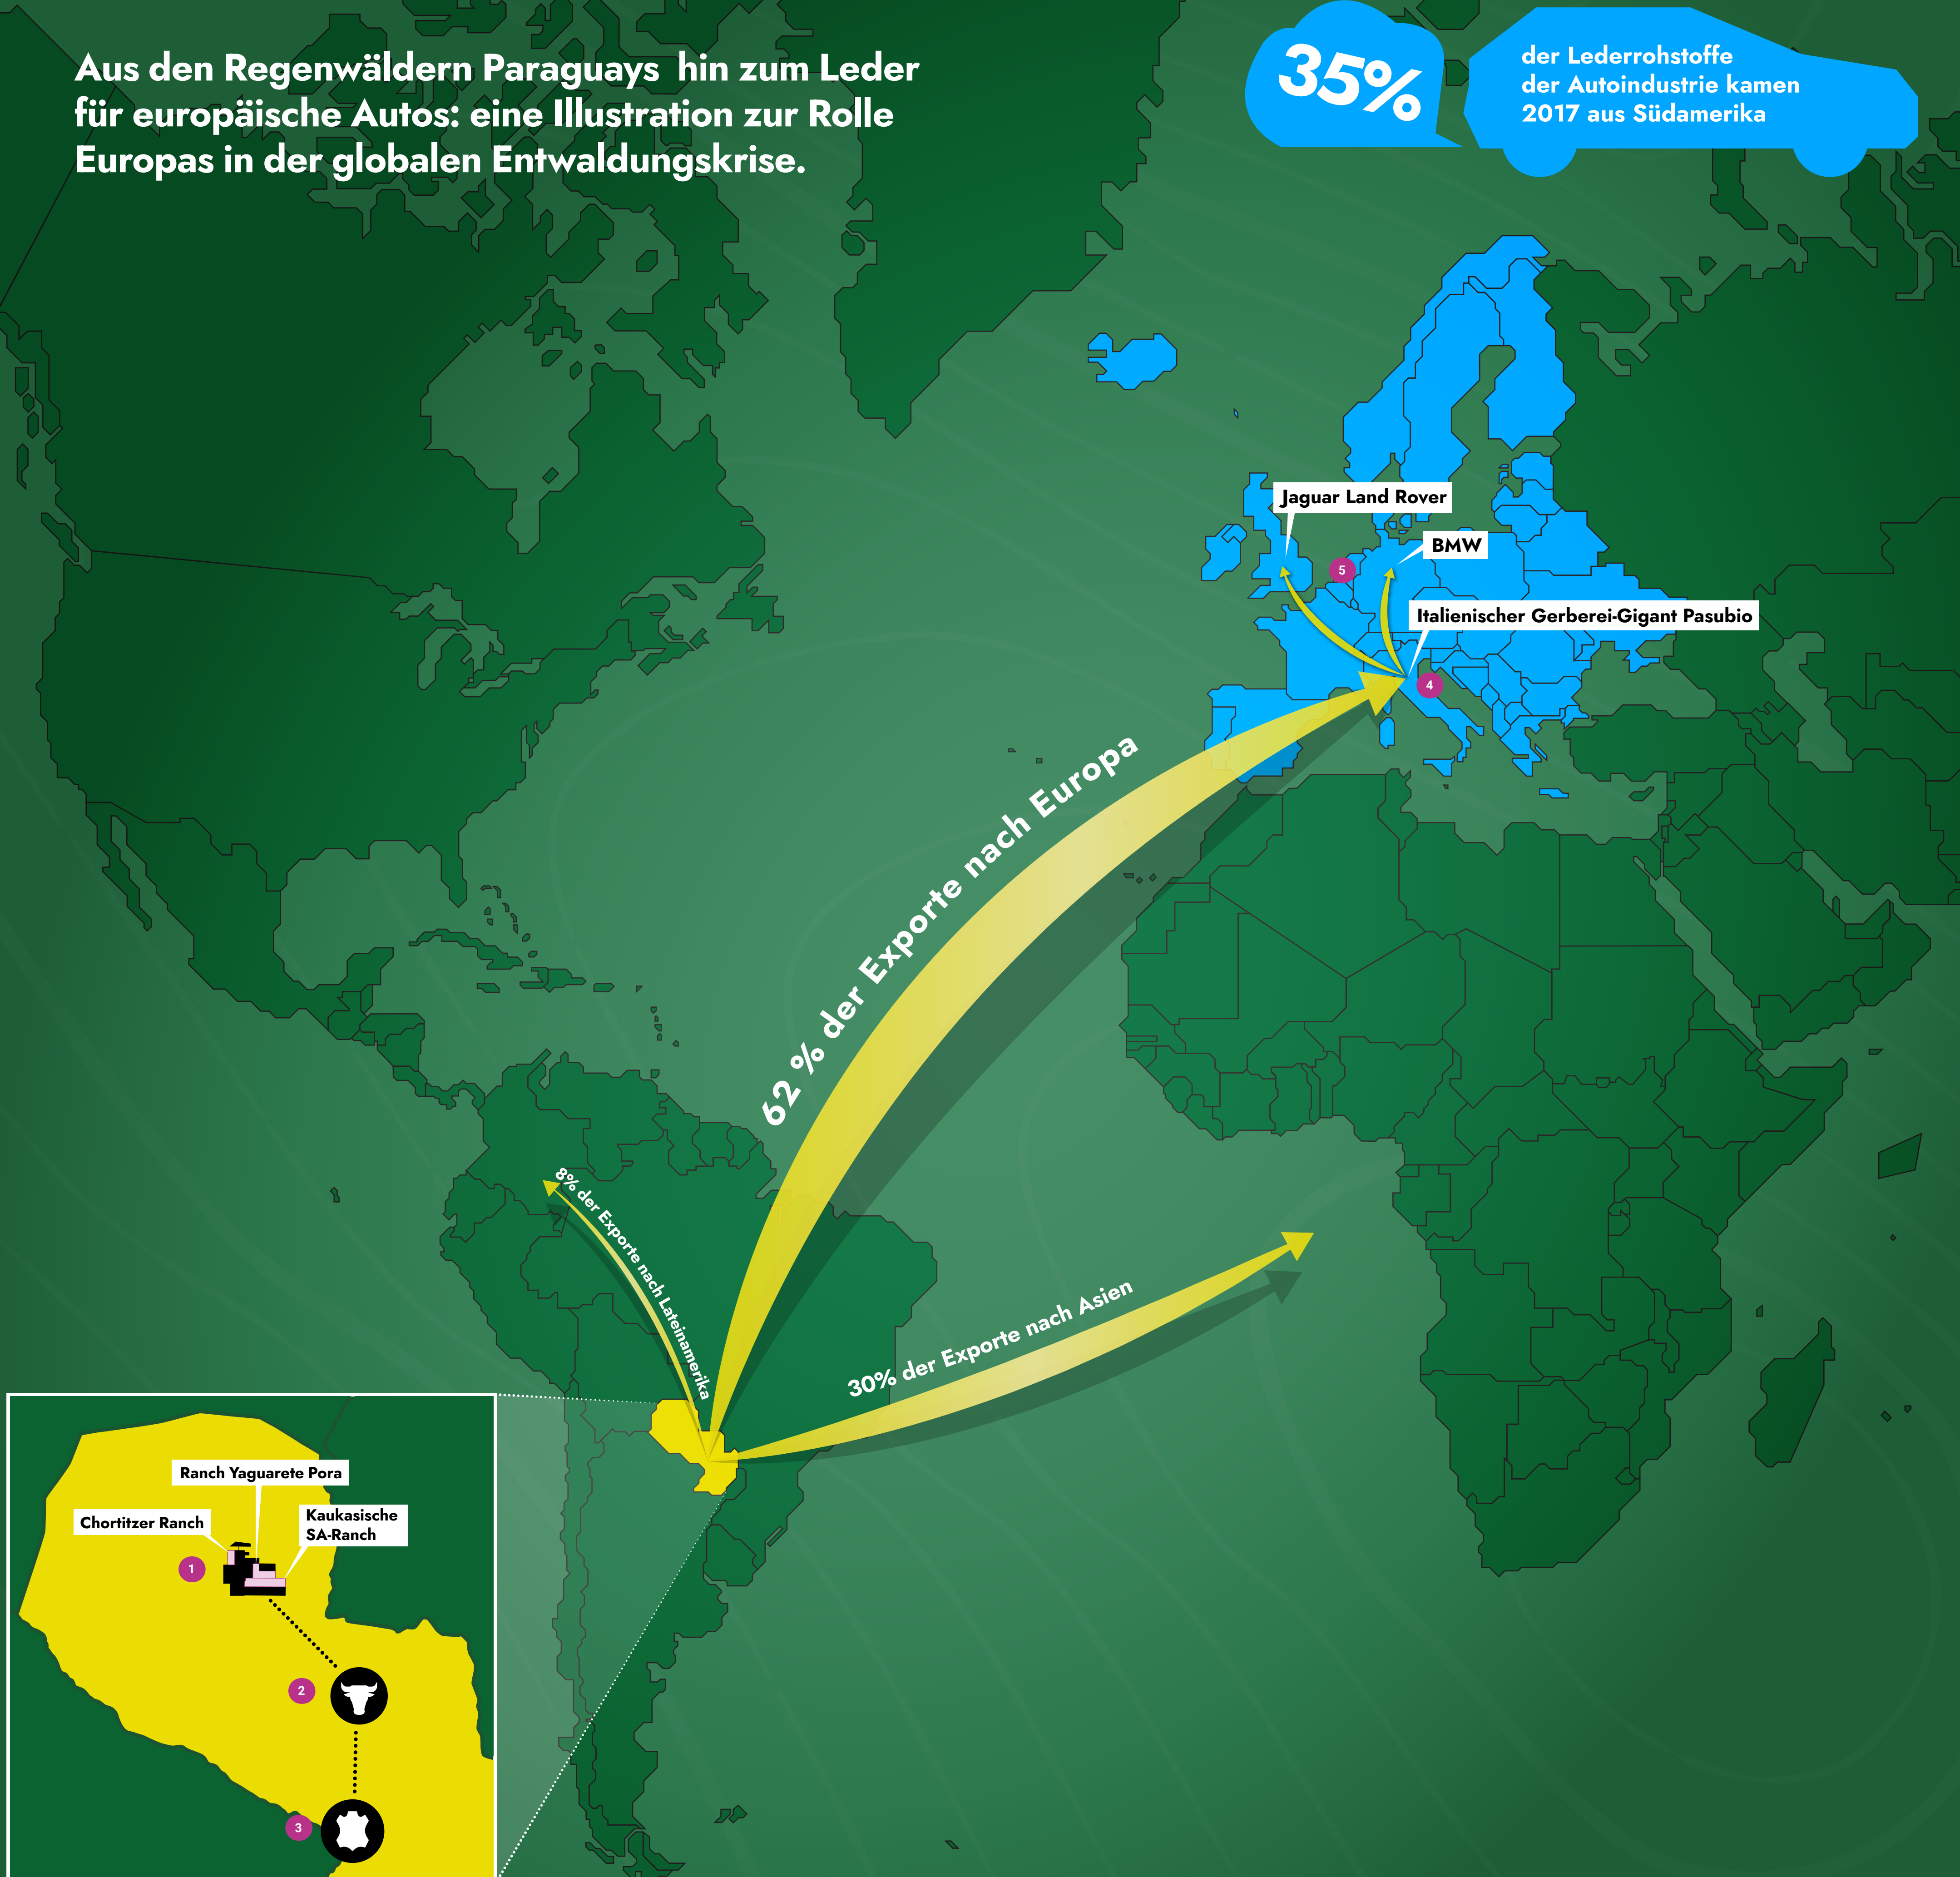 Aus den Regenwäldern Paraguays hin zum Leder
für europäische Autos: eine Illustration zur Rolle
Europas in der globalen Entwaldungskrise.
35%
der Lederrohstoffe
der Autoindustrie kamen
2017 aus Südamerika
Jaguar Land Rover
BMW
5
Italienischer Gerberei-Gigant Pasubio
4
62 % der Exporte nach Europa
8% der Exporte nach Lateinamerika
30% der Exporte nach Asien
Ranch Yaguarete Pora
Chortitzer Ranch
Kaukasische
SA-Ranch
1
2
3